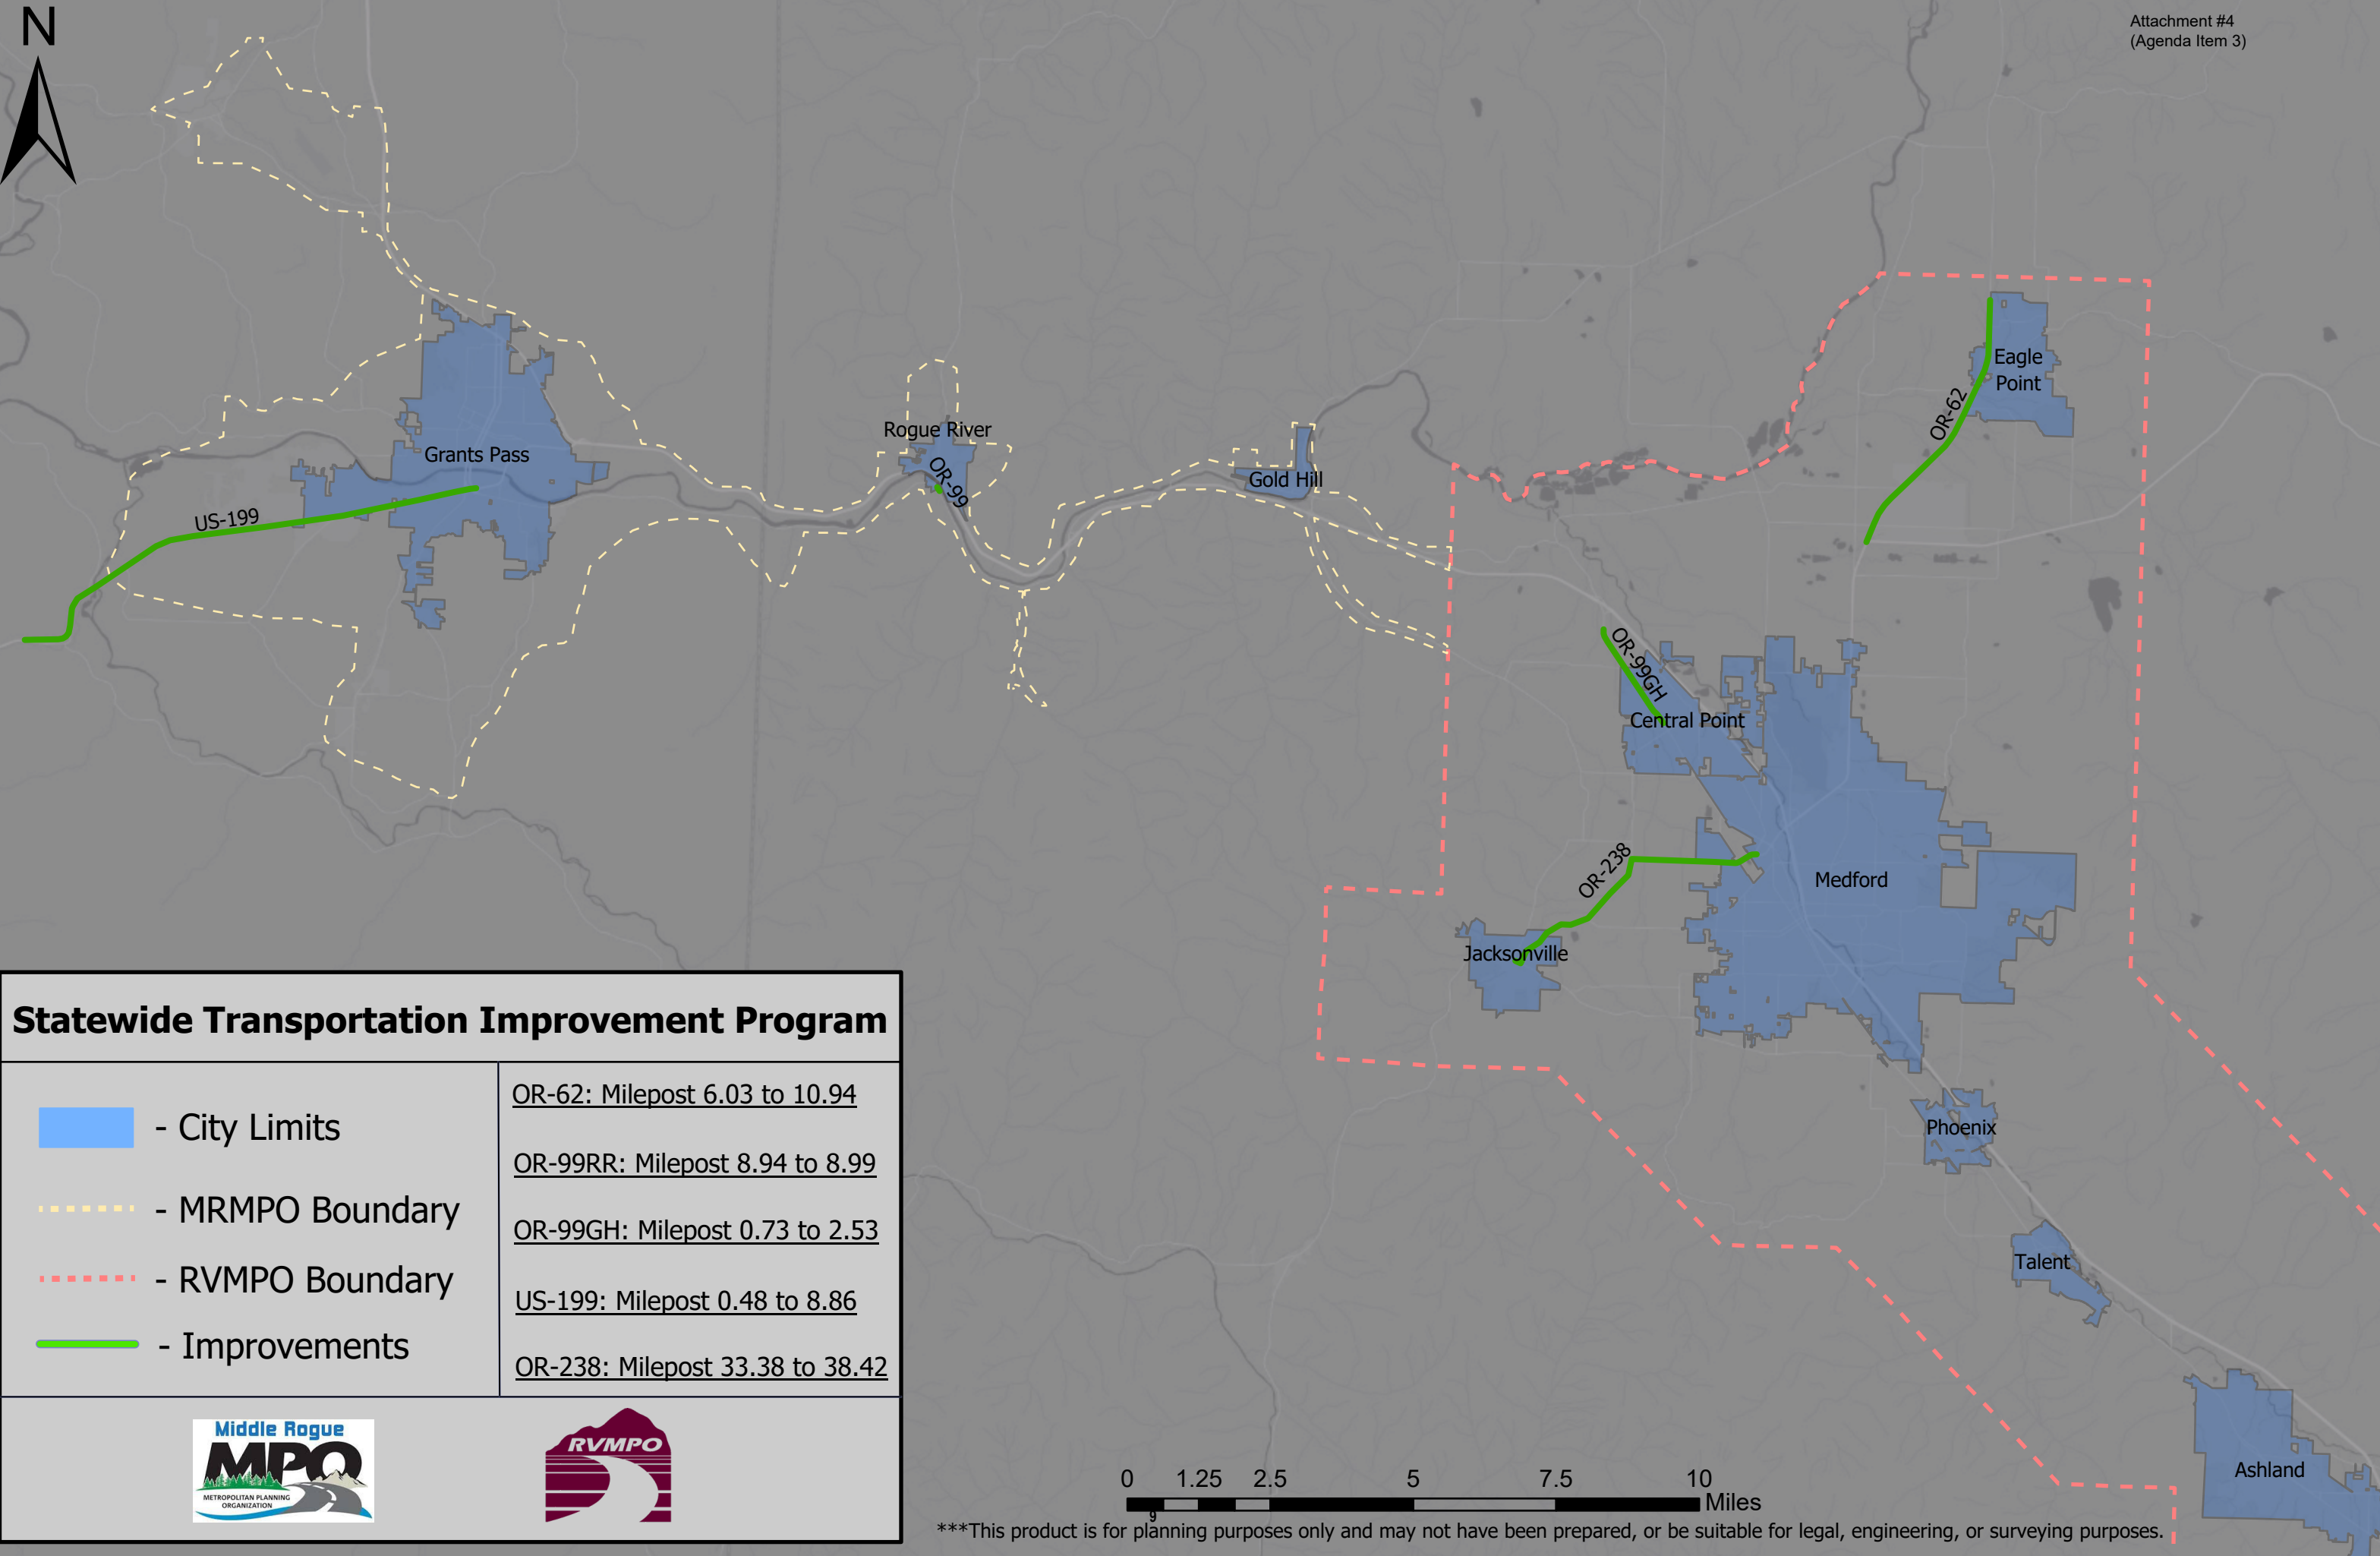 N
Attachment #4
(Agenda Item 3)
Eagle
Point
OR-62
Rogue River
OR-99
Grants Pass
US-199
Gold Hill
OR-99GH
Central Point
OR-238
Medford
Jacksonville
Phoenix
Talent
Ashland
Statewide Transportation Improvement Program
- City Limits
- MRMPO Boundary
- RVMPO Boundary
- Improvements
OR-62: Milepost 6.03 to 10.94
OR-99RR: Milepost 8.94 to 8.99
OR-99GH: Milepost 0.73 to 2.53
US-199: Milepost 0.48 to 8.86
OR-238: Milepost 33.38 to 38.42
Middle Rogue
MPO
METROPOLITAN PLANNING
ORGANIZATION
RVMPO
0 1.25 2.5 5 7.5 10
Miles
9
***This product is for planning purposes only and may not have been prepared, or be suitable for legal, engineering, or surveying purposes.